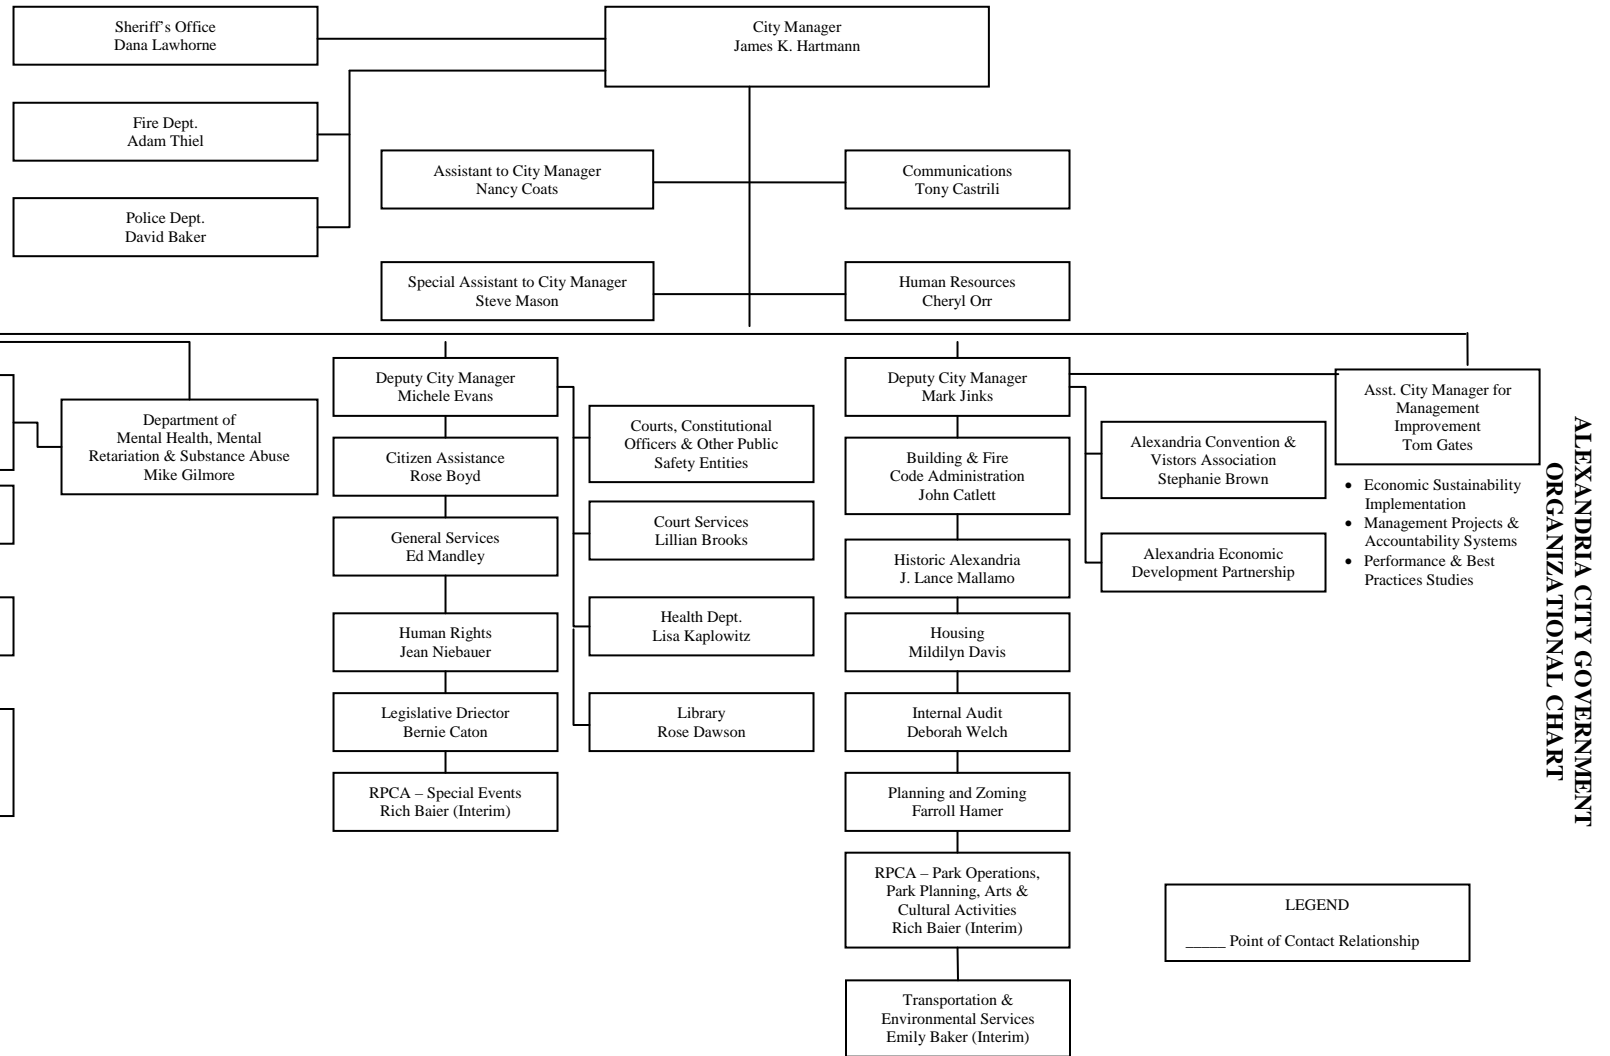 Sheriff's Office
Dana Lawhorne
City Manager
James K. Hartmann
Fire Dept.
Adam Thiel
Police Dept.
David Baker
Assistant to City Manager
Nancy Coats
Communications
Tony Castrili
Special Assistant to City Manager
Steve Mason
Human Resources
Cheryl Orr
Department of
Mental Health, Mental
Retariation & Substance Abuse
Mike Gilmore
Deputy City Manager
Michele Evans
Citizen Assistance
Rose Boyd
General Services
Ed Mandley
Human Rights
Jean Niebauer
Legislative Driector
Bernie Caton
RPCA – Special Events
Rich Baier (Interim)
Courts, Constitutional
Officers & Other Public
Safety Entities
Court Services
Lillian Brooks
Health Dept.
Lisa Kaplowitz
Library
Rose Dawson
Deputy City Manager
Mark Jinks
Building & Fire
Code Administration
John Catlett
Historic Alexandria
J. Lance Mallamo
Housing
Mildilyn Davis
Internal Audit
Deborah Welch
Planning and Zoming
Farroll Hamer
RPCA – Park Operations,
Park Planning, Arts &
Cultural Activities
Rich Baier (Interim)
Transportation &
Environmental Services
Emily Baker (Interim)
Alexandria Convention &
Vistors Association
Stephanie Brown
Alexandria Economic
Development Partnership
Asst. City Manager for
Management
Improvement
Tom Gates
• Economic Sustainability
Implementation
• Management Projects &
Accountability Systems
• Performance & Best
Practices Studies
ALEXANDRIA CITY GOVERNMENT
ORGANIZATIONAL CHART
LEGEND
_____ Point of Contact Relationship